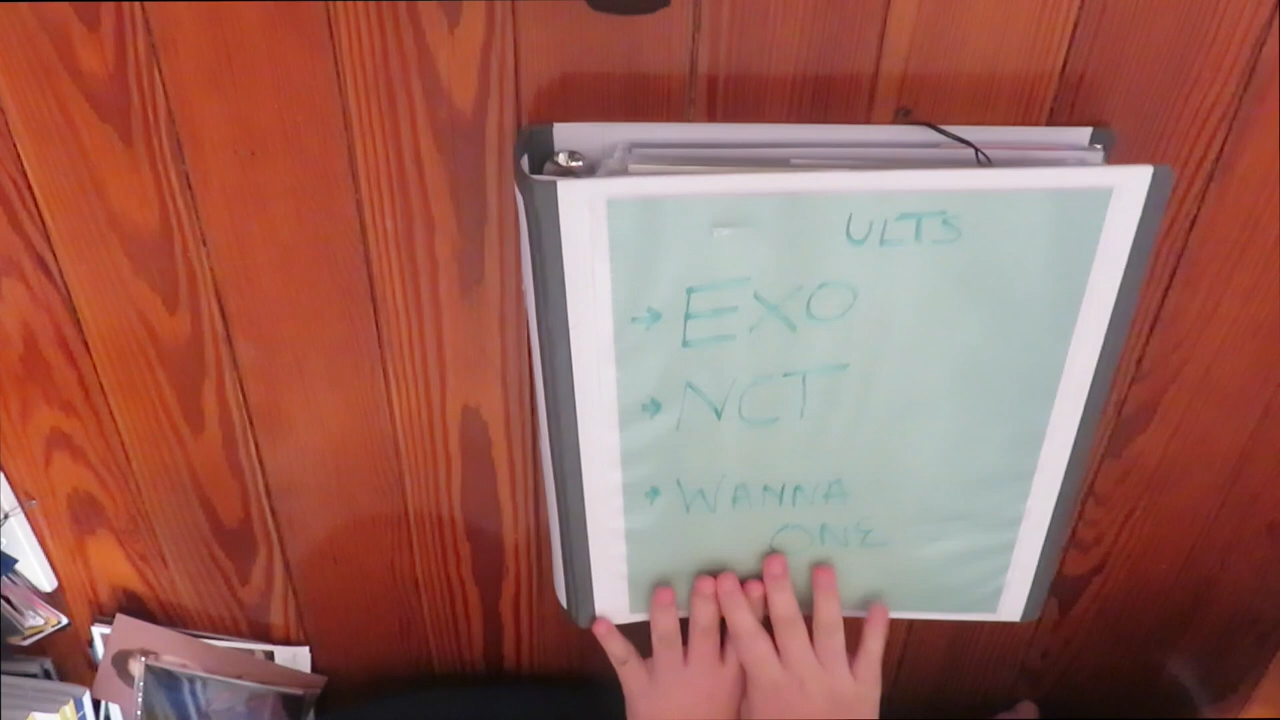 ULTS
→ EXO
→ NCT
→ WANNA
ONE